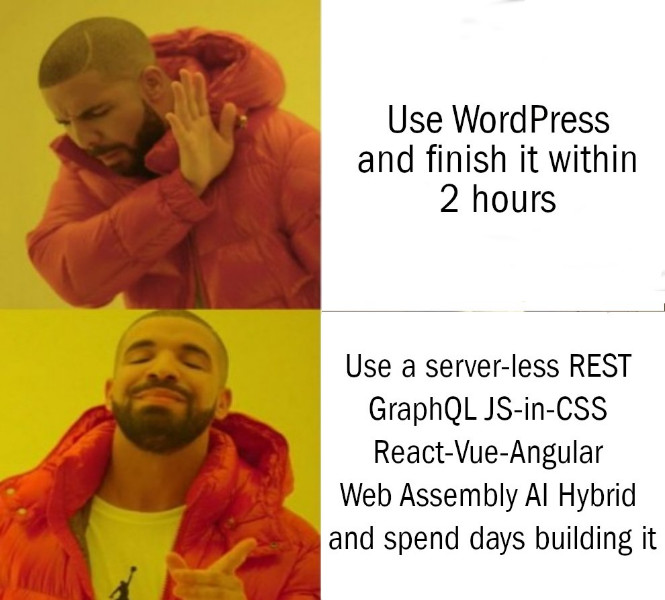 Use WordPress
and finish it within
2 hours
Use a server-less REST
GraphQL JS-in-CSS
React-Vue-Angular
Web Assembly AI Hybrid
and spend days building it